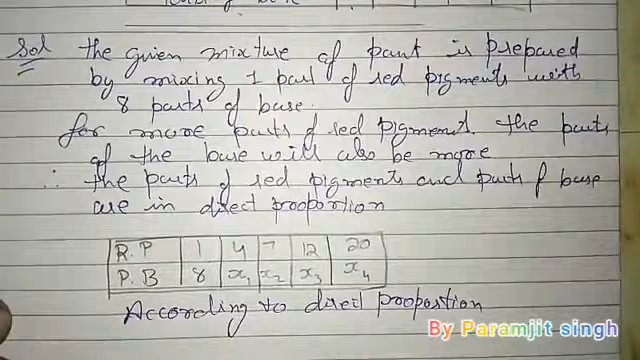 Sol the given mixture of paint is prepared
by mixing 1 part of red pigments with
8 parts of base.
for more parts of red pigment the parts
of the base will also be more
∴ the parts of red pigments and parts of base
are in direct proportion
R.P 1 4 7 12 20
P.B 8 x₁ x₂ x₃ x₄
According to direct proportion
By Paramjit singh